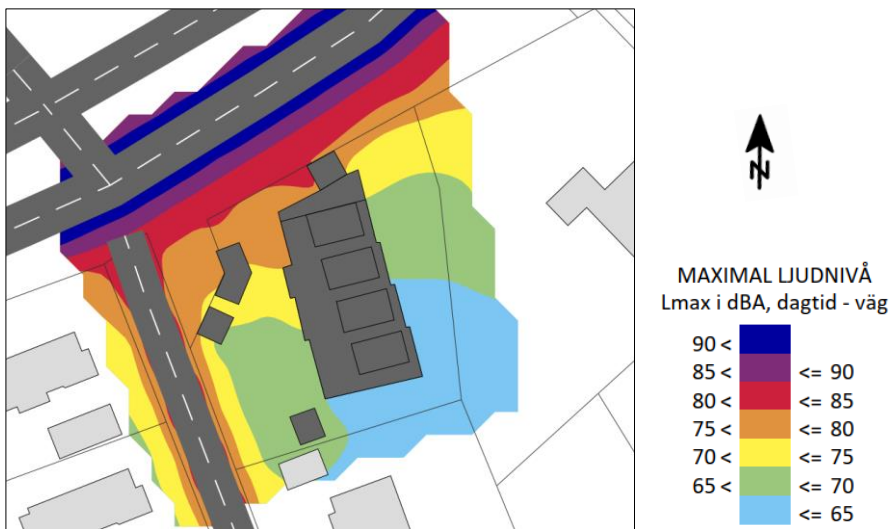 N
MAXIMAL LJUDNIVÅ
Lmax i dBA, dagtid - väg
90 <
85 < <= 90
80 < <= 85
75 < <= 80
70 < <= 75
65 < <= 70
<= 65